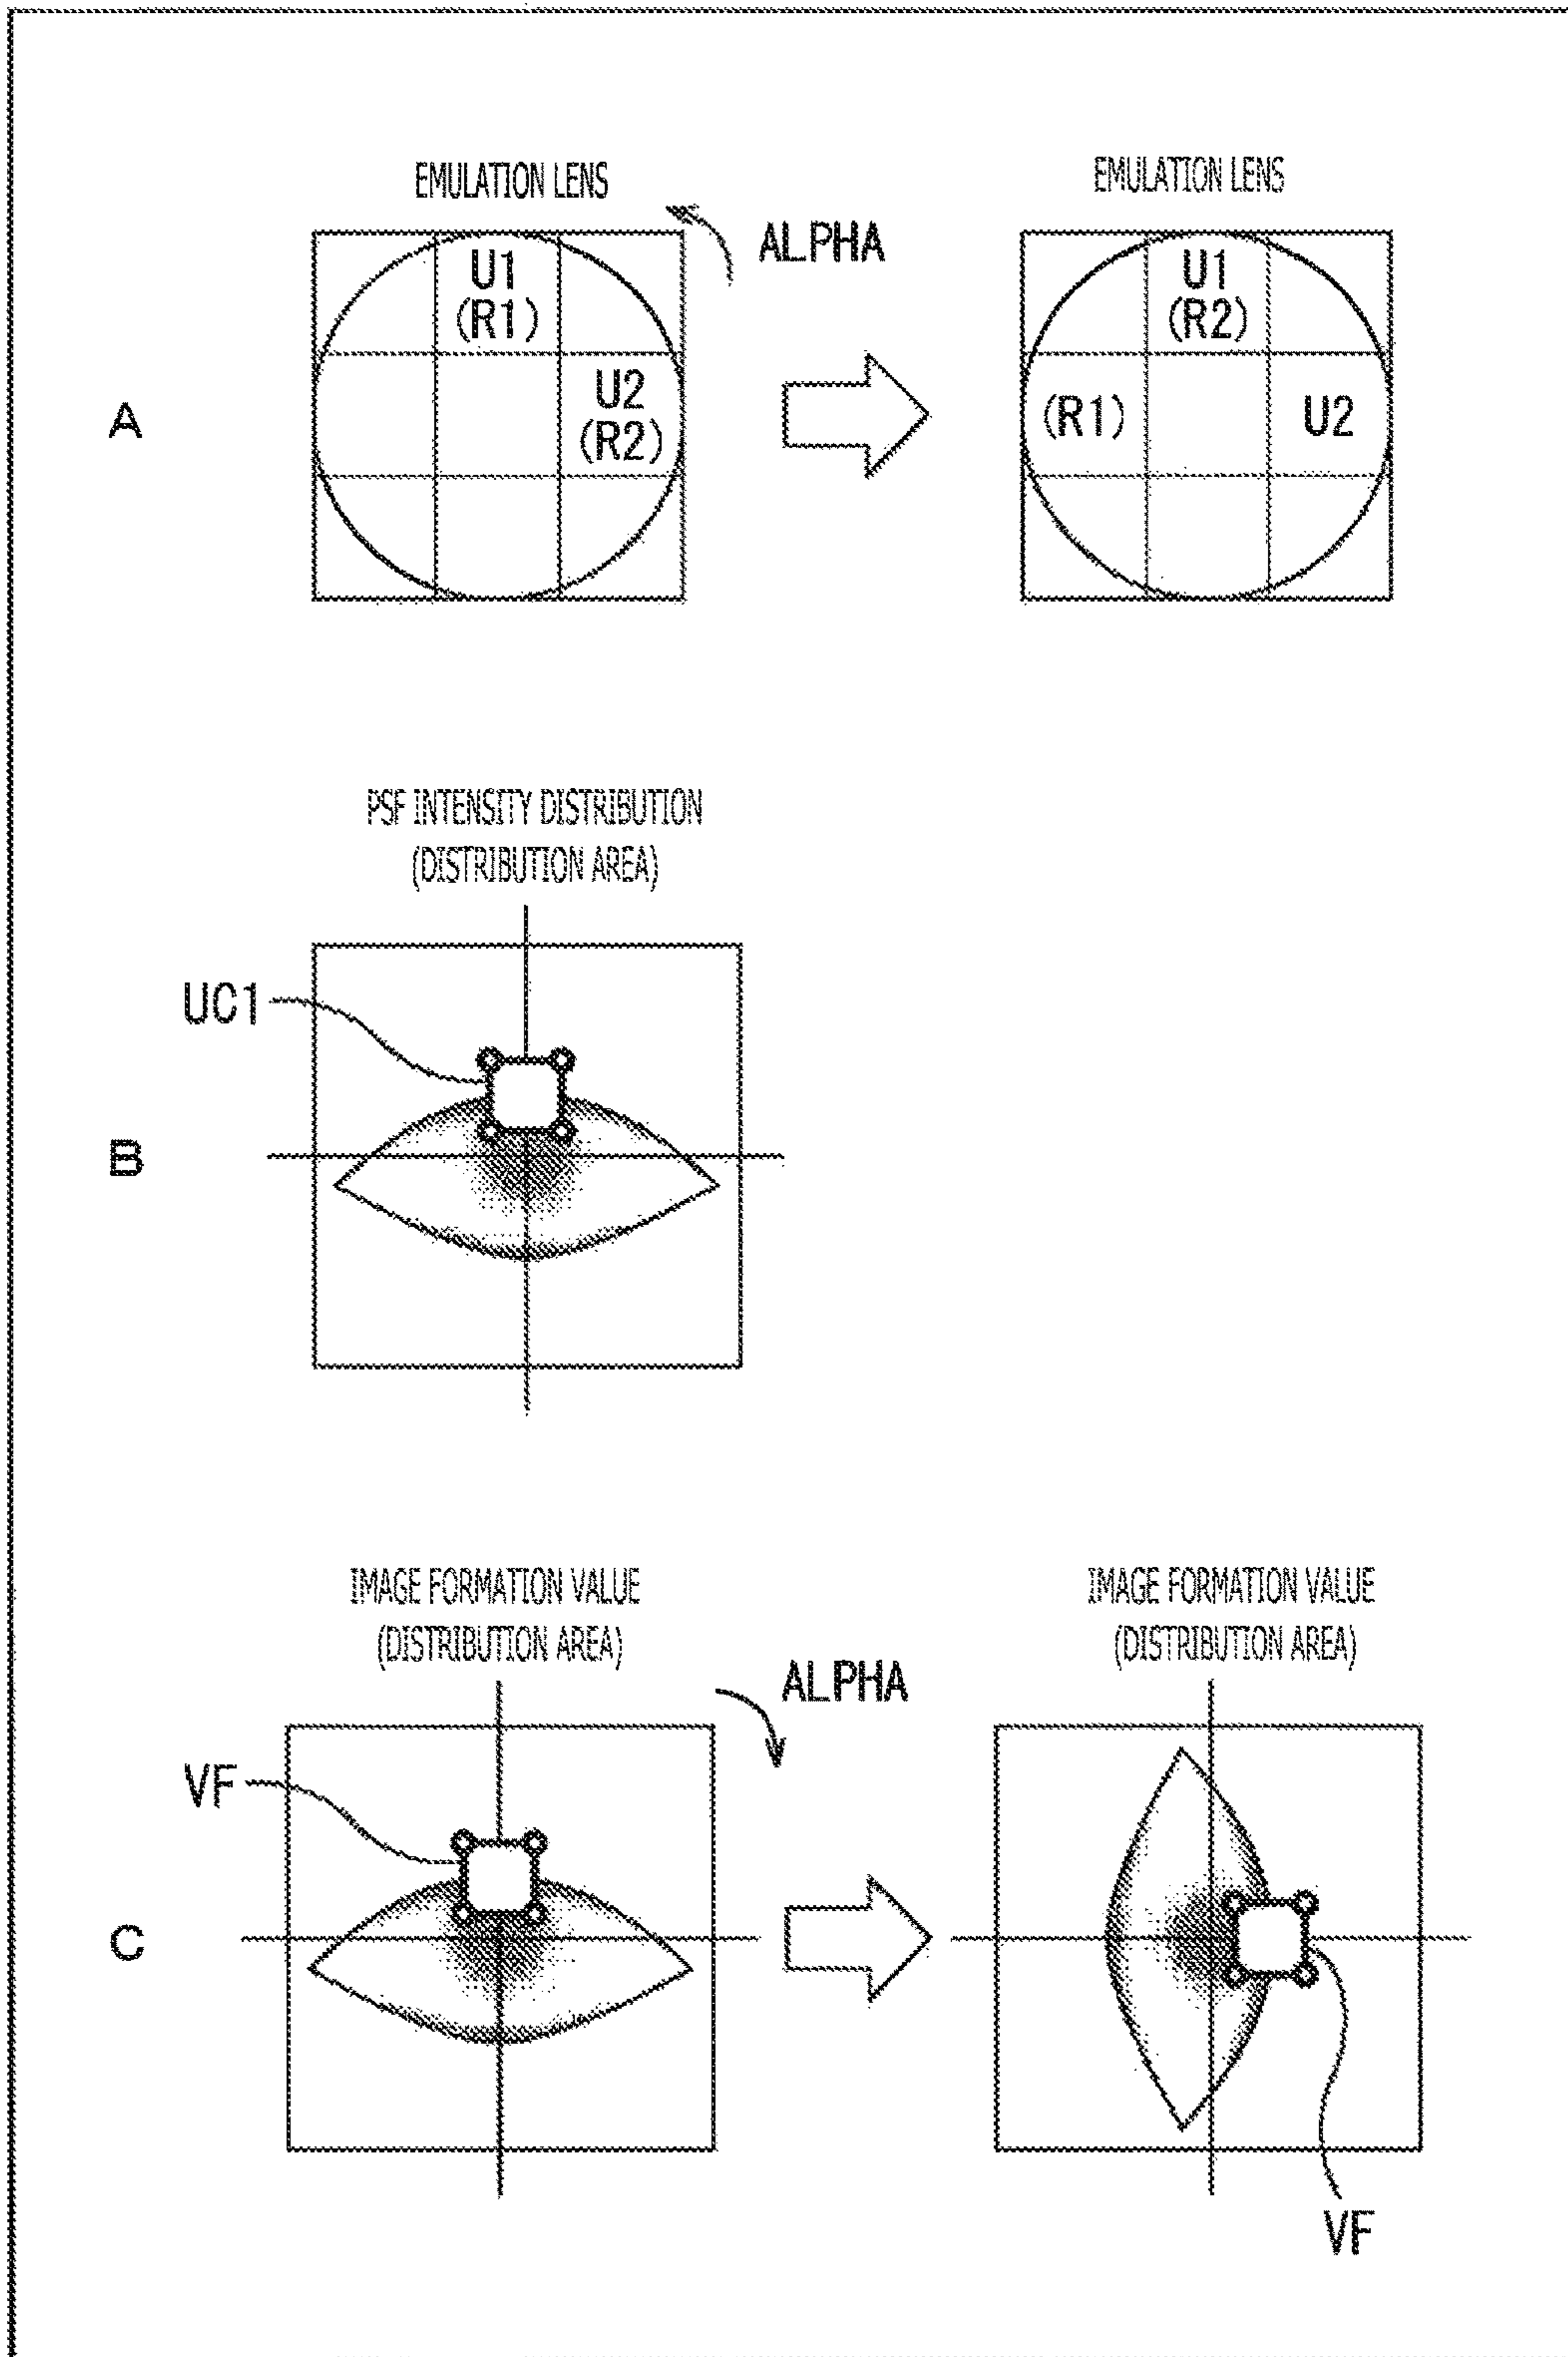 EMULATION LENS
EMULATION LENS
ALPHA
U1
(R1)
U2
(R2)
U1
(R2)
(R1)
U2
A
PSF INTENSITY DISTRIBUTION
(DISTRIBUTION AREA)
UC1
B
IMAGE FORMATION VALUE
(DISTRIBUTION AREA)
IMAGE FORMATION VALUE
(DISTRIBUTION AREA)
ALPHA
VF
C
VF